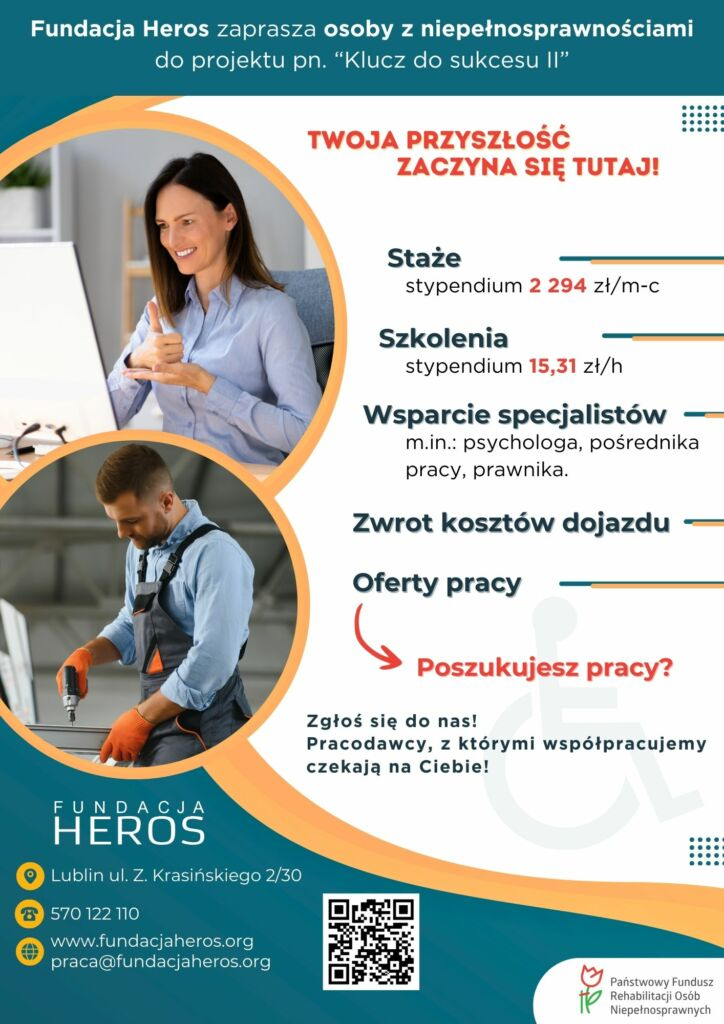 Fundacja Heros zaprasza osoby z niepełnosprawnościami
do projektu pn. “Klucz do sukcesu II”
TWOJA PRZYSZŁOŚĆ
ZACZYNA SIĘ TUTAJ!
Staże
stypendium 2 294 zł/m-c
Szkolenia
stypendium 15,31 zł/h
Wsparcie specjalistów
m.in.: psychologa, pośrednika
pracy, prawnika.
Zwrot kosztów dojazdu
Oferty pracy
Poszukujesz pracy?
Zgłoś się do nas!
Pracodawcy, z którymi współpracujemy
czekają na Ciebie!
FUNDACJA
HEROS
Lublin ul. Z. Krasińskiego 2/30
570 122 110
www.fundacjaheros.org
praca@fundacjaheros.org
Państwowy Fundusz
Rehabilitacji Osób
Niepełnosprawnych